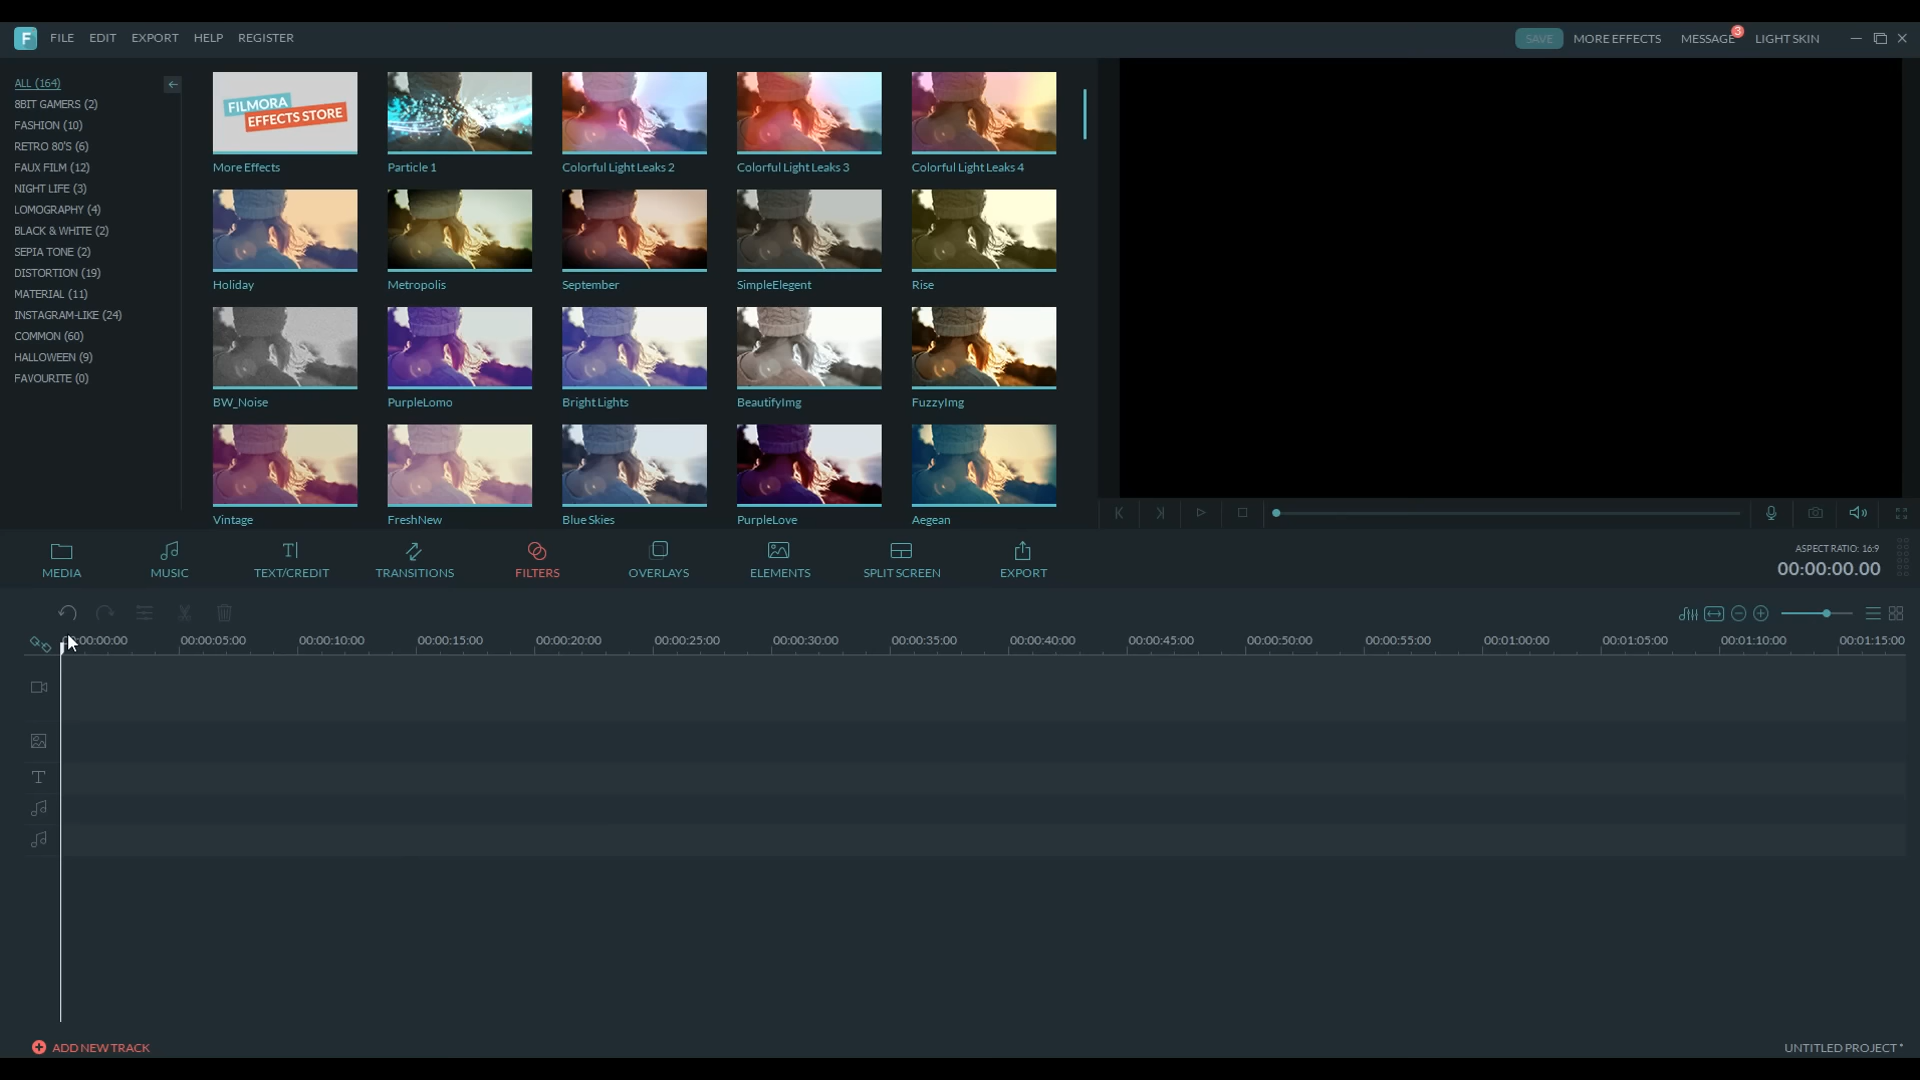 F FILE EDIT EXPORT HELP REGISTER
SAVE MORE EFFECTS MESSAGE 3 LIGHT SKIN
ALL (164)
8BIT GAMERS (2)
FASHION (10)
RETRO 80'S (6)
FAUX FILM (12)
NIGHT LIFE (3)
LOMOGRAPHY (4)
BLACK & WHITE (2)
SEPIA TONE (2)
DISTORTION (19)
MATERIAL (11)
INSTAGRAM-LIKE (24)
COMMON (60)
HALLOWEEN (9)
FAVOURITE (0)
FILMORA
EFFECTS STORE
More Effects Particle 1 Colorful Light Leaks 2 Colorful Light Leaks 3 Colorful Light Leaks 4
Holiday Metropolis September SimpleElegent Rise
BW_Noise PurpleLomo Bright Lights BeautifyImg FuzzyImg
Vintage FreshNew Blue Skies PurpleLove Aegean
MEDIA MUSIC TEXT/CREDIT TRANSITIONS FILTERS OVERLAYS ELEMENTS SPLIT SCREEN EXPORT
ASPECT RATIO: 16:9
00:00:00.00
00:00:00:00 00:00:05:00 00:00:10:00 00:00:15:00 00:00:20:00 00:00:25:00 00:00:30:00 00:00:35:00 00:00:40:00 00:00:45:00 00:00:50:00 00:00:55:00 00:01:00:00 00:01:05:00 00:01:10:00 00:01:15:00
ADD NEW TRACK
UNTITLED PROJECT *